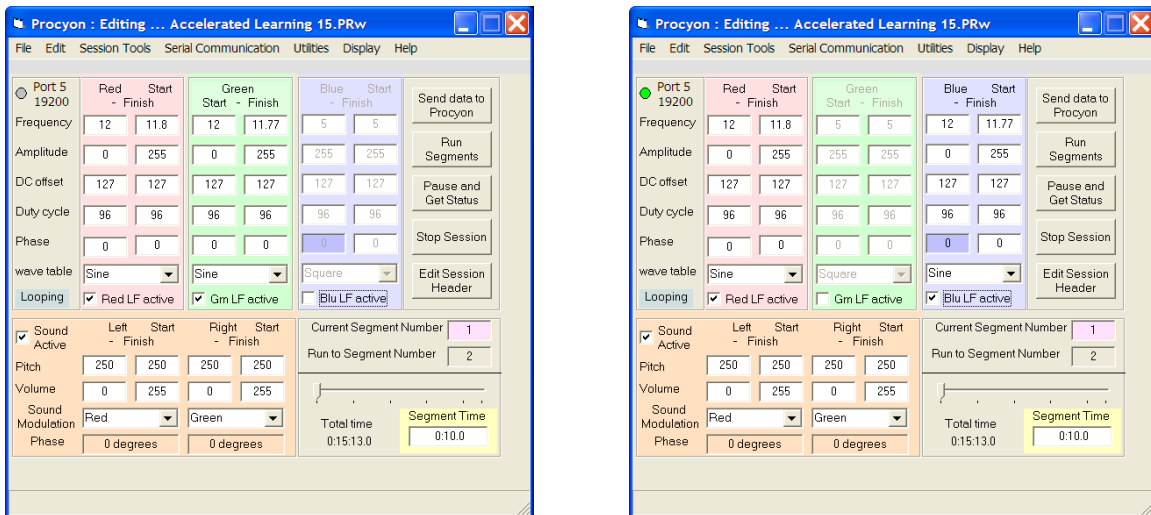 Procyon : Editing ... Accelerated Learning 15.PRw
File Edit Session Tools Serial Communication Utilities Display Help
Port 5 Red Start Green Blue Start
19200 - Finish Start - Finish - Finish
Send data to
Procyon
Frequency 12 11.8 12 11.77 5 5
Run
Segments
Amplitude 0 255 0 255 255 255
DC offset 127 127 127 127 127 127
Pause and
Get Status
Duty cycle 96 96 96 96 96 96
Phase 0 0 0 0 0 0
Stop Session
wave table Sine Sine Square
Edit Session
Header
Looping Red LF active Grn LF active Blu LF active
Sound Left Start Right Start
Active - Finish - Finish
Current Segment Number 1
Pitch 250 250 250 250
Run to Segment Number 2
Volume 0 255 0 255
Sound
Modulation Red Green
Phase 0 degrees 0 degrees
Total time
0:15:13.0
Segment Time
0:10.0
Procyon : Editing ... Accelerated Learning 15.PRw
File Edit Session Tools Serial Communication Utilities Display Help
Port 5 Red Start Green Blue Start
19200 - Finish Start - Finish - Finish
Send data to
Procyon
Frequency 12 11.8 5 5 12 11.77
Run
Segments
Amplitude 0 255 255 255 0 255
DC offset 127 127 127 127 127 127
Pause and
Get Status
Duty cycle 96 96 96 96 96 96
Phase 0 0 0 0 0 0
Stop Session
wave table Sine Square Sine
Edit Session
Header
Looping Red LF active Grn LF active Blu LF active
Sound Left Start Right Start
Active - Finish - Finish
Current Segment Number 1
Pitch 250 250 250 250
Run to Segment Number 2
Volume 0 255 0 255
Sound
Modulation Red Green
Phase 0 degrees 0 degrees
Total time
0:15:13.0
Segment Time
0:10.0